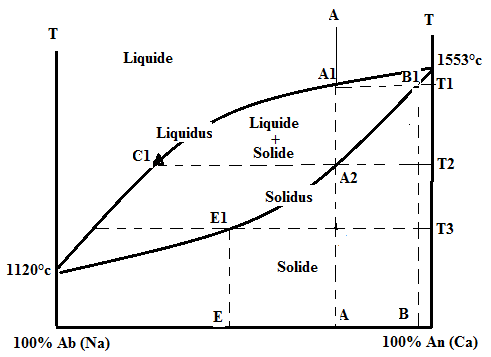 A
T
T
Liquide
1553°c
A1
B1
T1
Liquidus
Liquide
+
Solide
C1
T2
A2
Solidus
E1
T3
Solide
1120°c
E
A
B
100% Ab (Na)
100% An (Ca)